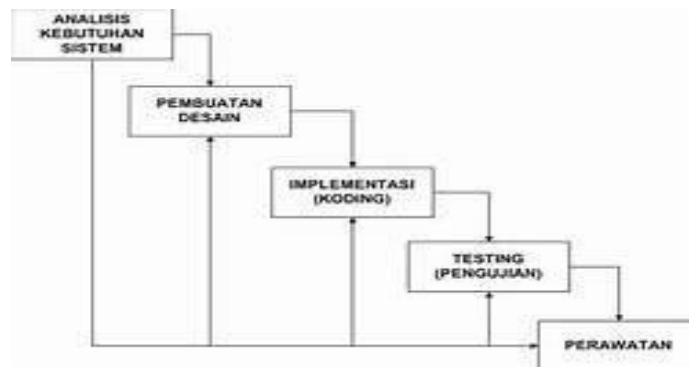 ANALISIS
KEBUTUHAN
SISTEM
PEMBUATAN
DESAIN
IMPLEMENTASI
(KODING)
TESTING
(PENGUJIAN)
PERAWATAN